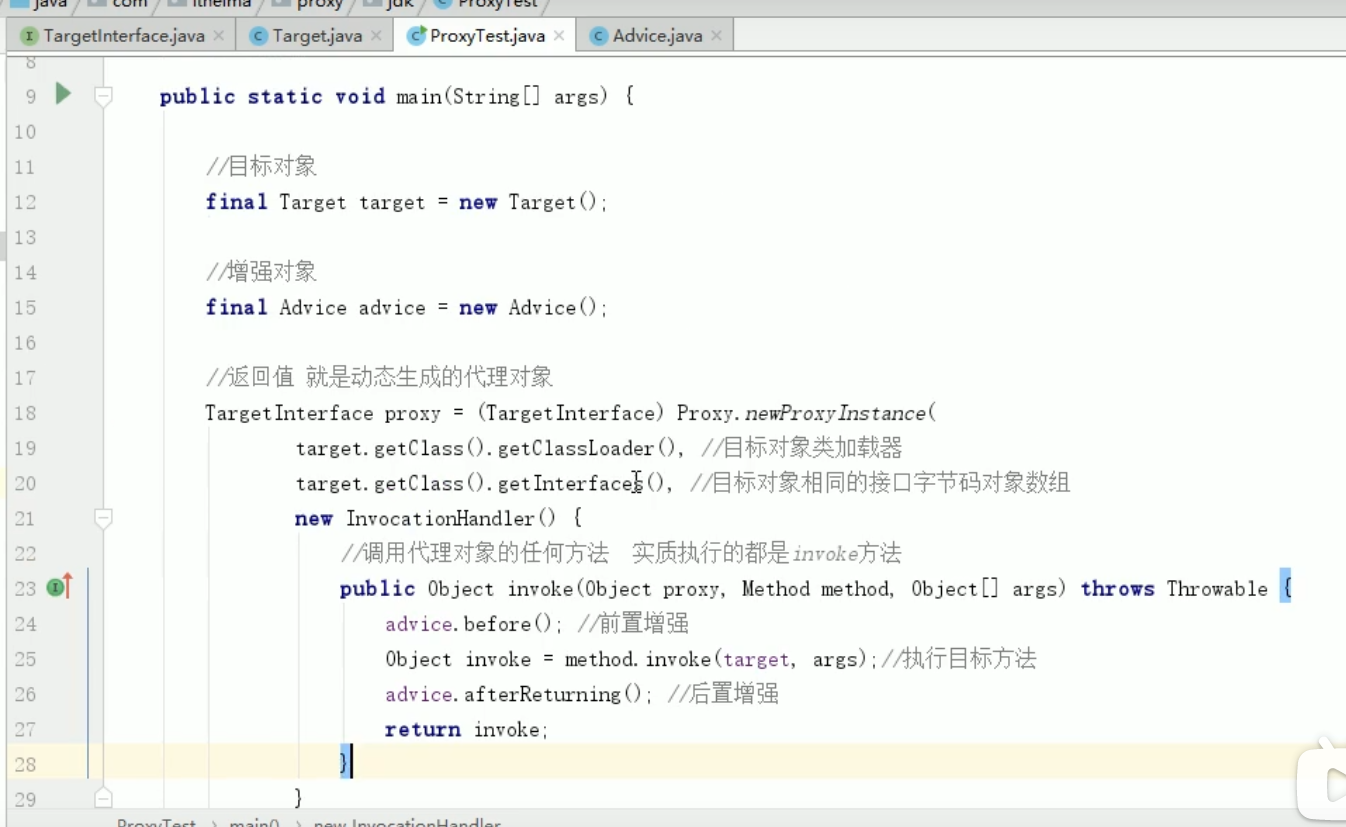 java com itheima proxy jdk ProxyTest
TargetInterface.java Target.java ProxyTest.java Advice.java
8
9 public static void main(String[] args) {
10
11 //目标对象
12 final Target target = new Target();
13
14 //增强对象
15 final Advice advice = new Advice();
16
17 //返回值 就是动态生成的代理对象
18 TargetInterface proxy = (TargetInterface) Proxy.newProxyInstance(
19 target.getClass().getClassLoader(), //目标对象类加载器
20 target.getClass().getInterfaces(), //目标对象相同的接口字节码对象数组
21 new InvocationHandler() {
22 //调用代理对象的任何方法 实质执行的都是invoke方法
23 public Object invoke(Object proxy, Method method, Object[] args) throws Throwable {
24 advice.before(); //前置增强
25 Object invoke = method.invoke(target, args);//执行目标方法
26 advice.afterReturning(); //后置增强
27 return invoke;
28 }
29 }
ProxyTest > main() > new InvocationHandler